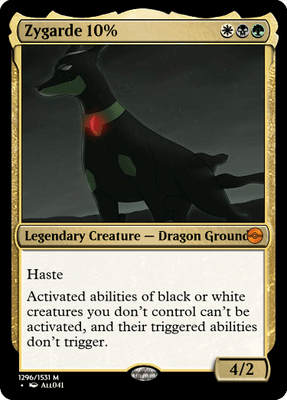 Zygarde 10%
Legendary Creature — Dragon Ground
Haste
Activated abilities of black or white
creatures you don't control can't be
activated, and their triggered abilities
don't trigger.
4/2
1296/1531 M
• ALL041